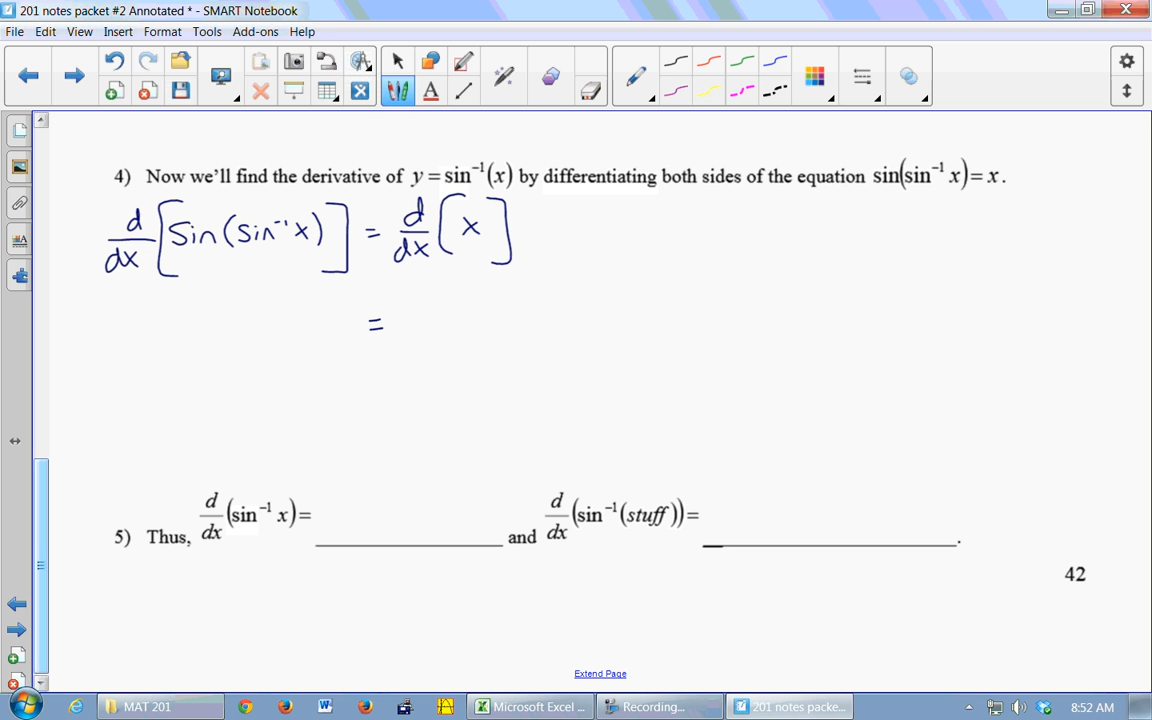 201 notes packet #2 Annotated * - SMART Notebook
File Edit View Insert Format Tools Add-ons Help
4) Now we'll find the derivative of y = sin⁻¹(x) by differentiating both sides of the equation sin(sin⁻¹ x) = x.
d/dx [Sin(sin⁻¹x)] = d/dx [x]
=
5) Thus, d/dx (sin⁻¹ x) = ____________ and d/dx (sin⁻¹(stuff)) = ____________.
42
Extend Page
MAT 201 Microsoft Excel ... Recording... 201 notes packe... 8:52 AM